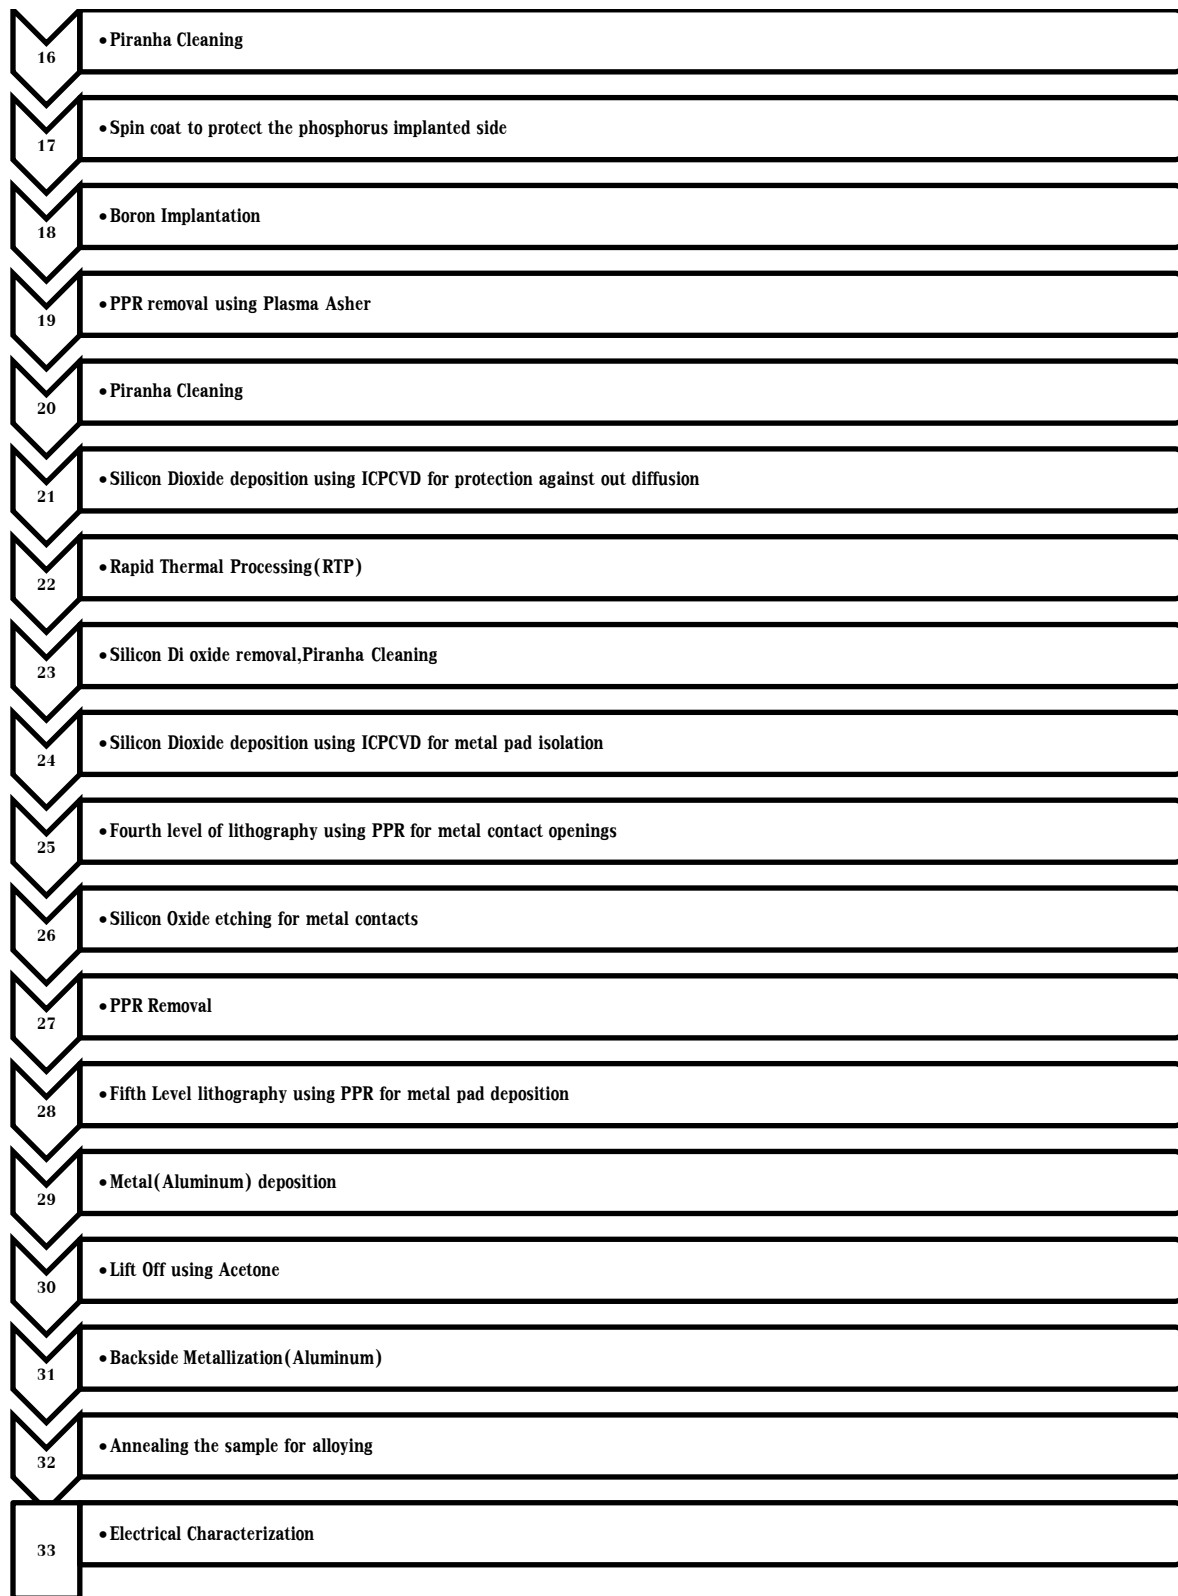 16
•Piranha Cleaning
17
•Spin coat to protect the phosphorus implanted side
18
•Boron Implantation
19
•PPR removal using Plasma Asher
20
•Piranha Cleaning
21
•Silicon Dioxide deposition using ICPCVD for protection against out diffusion
22
•Rapid Thermal Processing(RTP)
23
•Silicon Di oxide removal,Piranha Cleaning
24
•Silicon Dioxide deposition using ICPCVD for metal pad isolation
25
•Fourth level of lithography using PPR for metal contact openings
26
•Silicon Oxide etching for metal contacts
27
•PPR Removal
28
•Fifth Level lithography using PPR for metal pad deposition
29
•Metal(Aluminum) deposition
30
•Lift Off using Acetone
31
•Backside Metallization(Aluminum)
32
•Annealing the sample for alloying
33
•Electrical Characterization